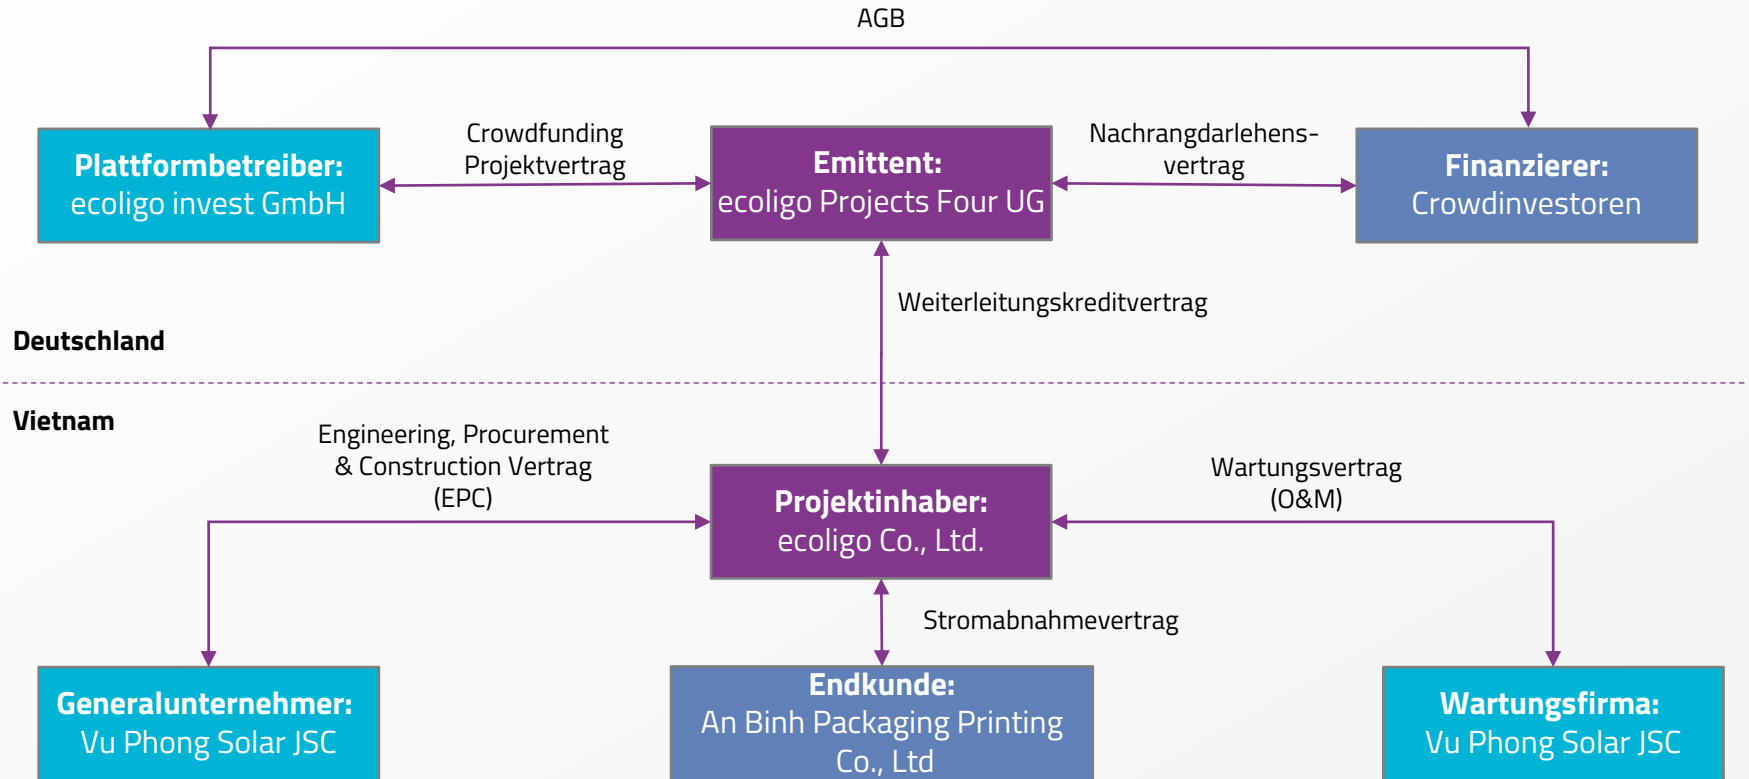 AGB
Crowdfunding
Projektvertrag
Nachrangdarlehens-
vertrag
Plattformbetreiber:
ecoligo invest GmbH
Emittent:
ecoligo Projects Four UG
Finanzierer:
Crowdinvestoren
Weiterleitungskreditvertrag
Deutschland
Vietnam
Engineering, Procurement
& Construction Vertrag
(EPC)
Wartungsvertrag
(O&M)
Projektinhaber:
ecoligo Co., Ltd.
Stromabnahmevertrag
Generalunternehmer:
Vu Phong Solar JSC
Endkunde:
An Binh Packaging Printing
Co., Ltd
Wartungsfirma:
Vu Phong Solar JSC